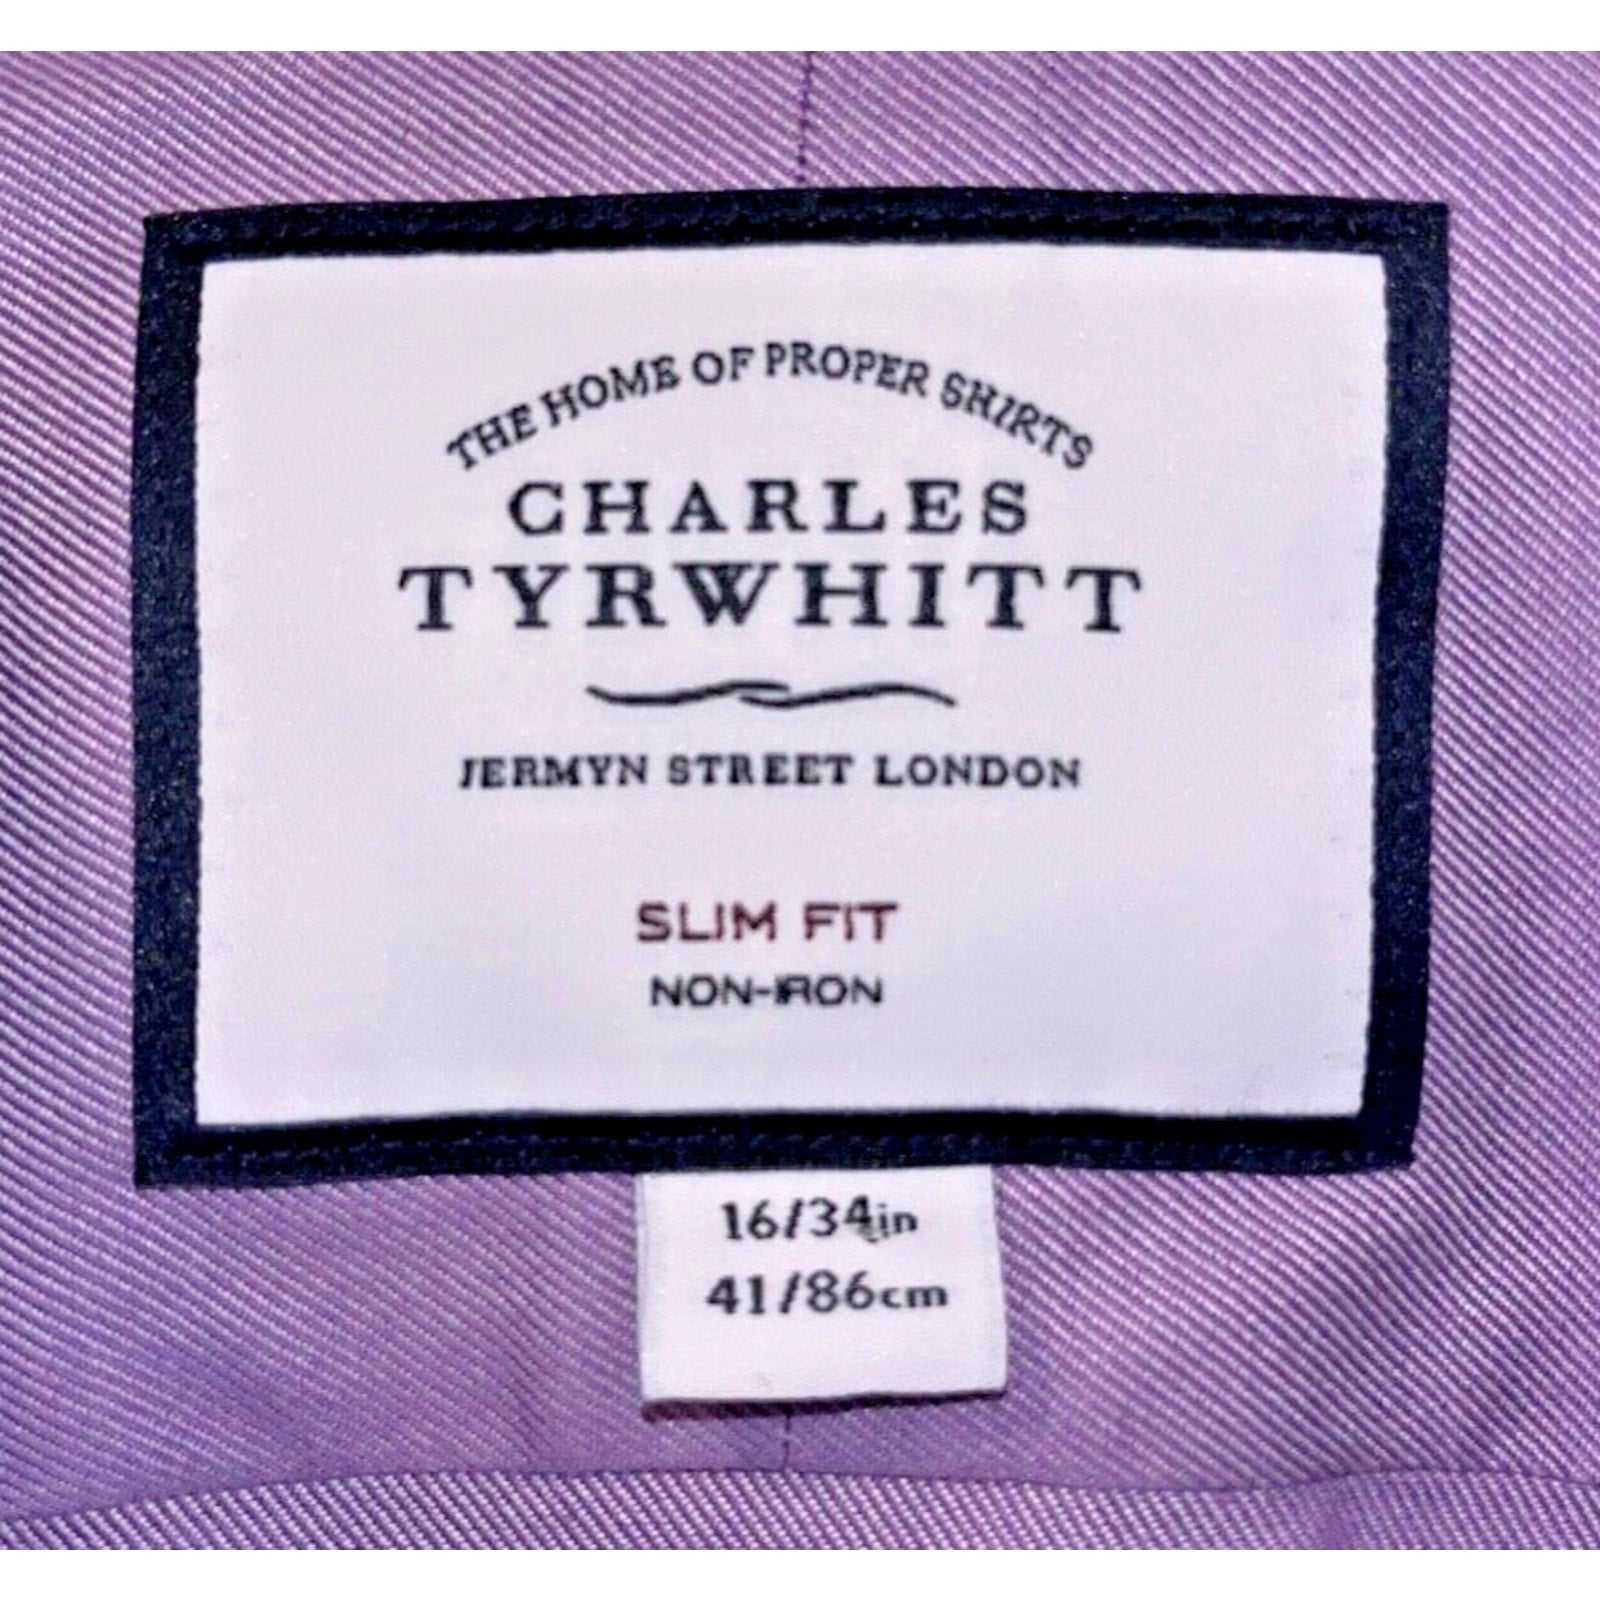 THE HOME OF PROPER SHIRTS
CHARLES
TYRWHITT
JERMYN STREET LONDON
SLIM FIT
NON-IRON
16/34in
41/86cm